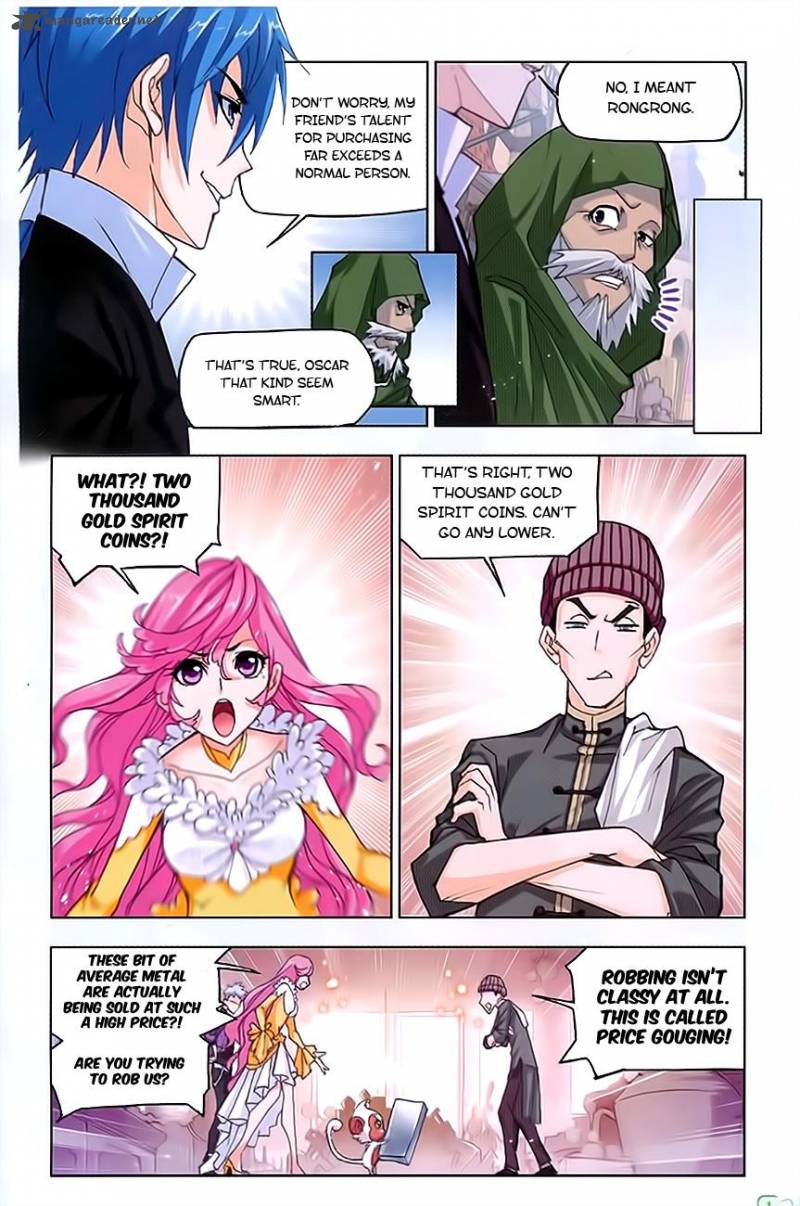 mangareader.net
DON'T WORRY, MY
FRIEND'S TALENT
FOR PURCHASING
FAR EXCEEDS A
NORMAL PERSON.
THAT'S TRUE, OSCAR
THAT KIND SEEM
SMART.
NO, I MEANT
RONGRONG.
WHAT?! TWO
THOUSAND
GOLD SPIRIT
COINS?!
THAT'S RIGHT, TWO
THOUSAND GOLD
SPIRIT COINS. CAN'T
GO ANY LOWER.
THESE BIT OF
AVERAGE METAL
ARE ACTUALLY
BEING SOLD AT SUCH
A HIGH PRICE?!
ARE YOU TRYING
TO ROB US?
ROBBING ISN'T
CLASSY AT ALL.
THIS IS CALLED
PRICE GOUGING!